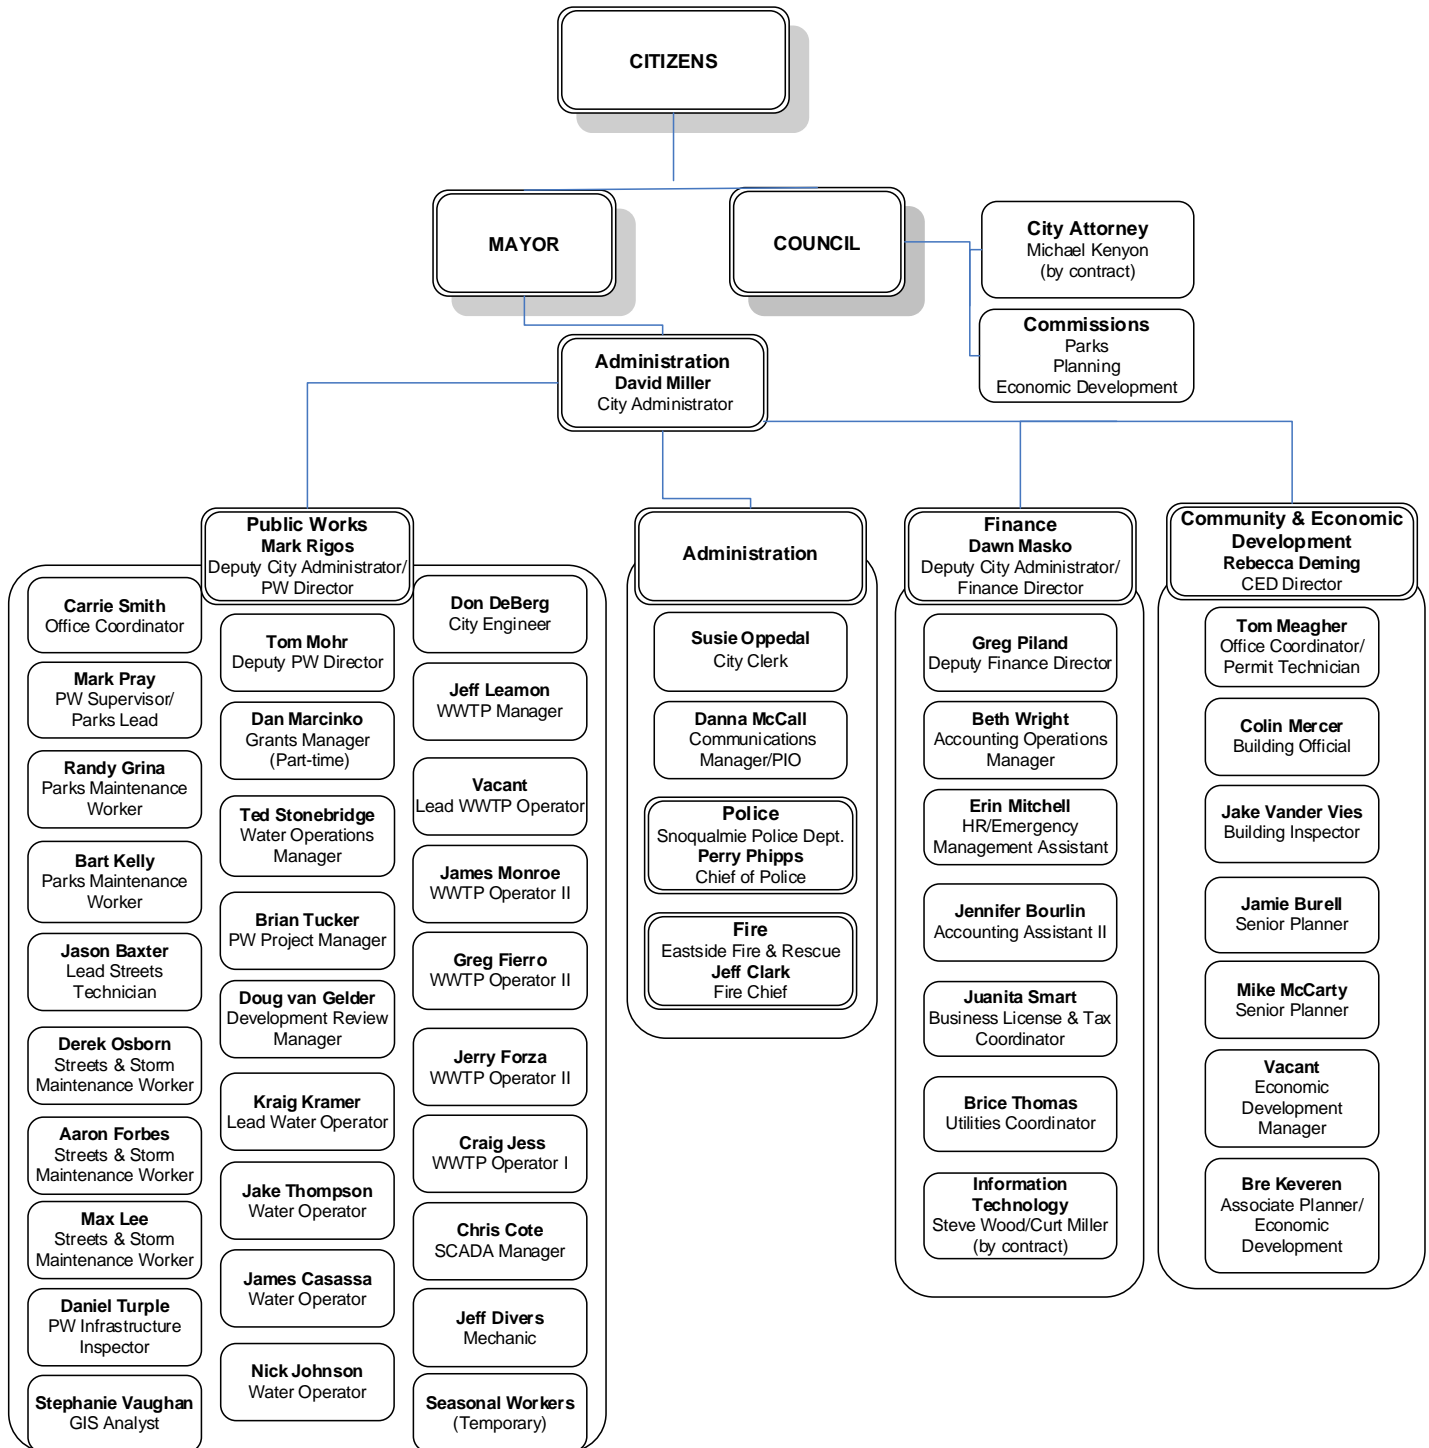 CITIZENS
MAYOR
COUNCIL
City Attorney
Michael Kenyon
(by contract)
Commissions
Parks
Planning
Economic Development
Administration
David Miller
City Administrator
Public Works
Mark Rigos
Deputy City Administrator/
PW Director
Carrie Smith
Office Coordinator
Mark Pray
PW Supervisor/
Parks Lead
Randy Grina
Parks Maintenance
Worker
Bart Kelly
Parks Maintenance
Worker
Jason Baxter
Lead Streets
Technician
Derek Osborn
Streets & Storm
Maintenance Worker
Aaron Forbes
Streets & Storm
Maintenance Worker
Max Lee
Streets & Storm
Maintenance Worker
Daniel Turple
PW Infrastructure
Inspector
Stephanie Vaughan
GIS Analyst
Tom Mohr
Deputy PW Director
Dan Marcinko
Grants Manager
(Part-time)
Ted Stonebridge
Water Operations
Manager
Brian Tucker
PW Project Manager
Doug van Gelder
Development Review
Manager
Kraig Kramer
Lead Water Operator
Jake Thompson
Water Operator
James Casassa
Water Operator
Nick Johnson
Water Operator
Don DeBerg
City Engineer
Jeff Leamon
WWTP Manager
Vacant
Lead WWTP Operator
James Monroe
WWTP Operator II
Greg Fierro
WWTP Operator II
Jerry Forza
WWTP Operator II
Craig Jess
WWTP Operator I
Chris Cote
SCADA Manager
Jeff Divers
Mechanic
Seasonal Workers
(Temporary)
Administration
Susie Oppedal
City Clerk
Danna McCall
Communications
Manager/PIO
Police
Snoqualmie Police Dept.
Perry Phipps
Chief of Police
Fire
Eastside Fire & Rescue
Jeff Clark
Fire Chief
Finance
Dawn Masko
Deputy City Administrator/
Finance Director
Greg Piland
Deputy Finance Director
Beth Wright
Accounting Operations
Manager
Erin Mitchell
HR/Emergency
Management Assistant
Jennifer Bourlin
Accounting Assistant II
Juanita Smart
Business License & Tax
Coordinator
Brice Thomas
Utilities Coordinator
Information
Technology
Steve Wood/Curt Miller
(by contract)
Community & Economic
Development
Rebecca Deming
CED Director
Tom Meagher
Office Coordinator/
Permit Technician
Colin Mercer
Building Official
Jake Vander Vies
Building Inspector
Jamie Burell
Senior Planner
Mike McCarty
Senior Planner
Vacant
Economic
Development
Manager
Bre Keveren
Associate Planner/
Economic
Development